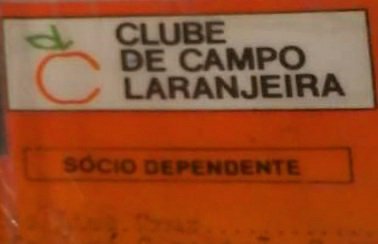 CLUBE
DE CAMPO
LARANJEIRA
SÓCIO DEPENDENTE